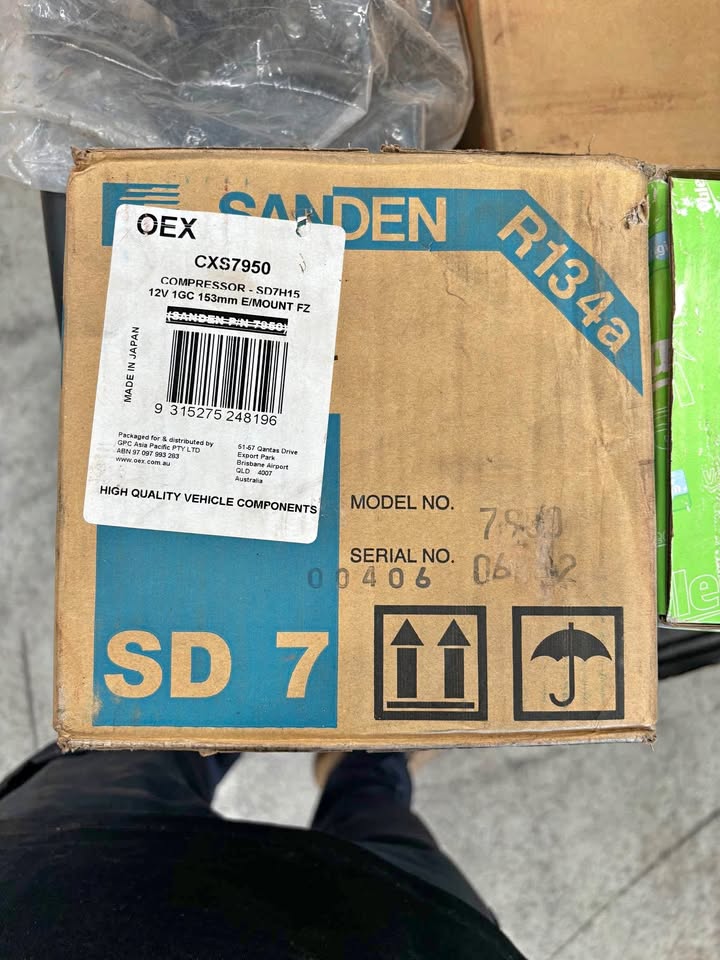 SANDEN
R134a
OEX
CXS7950
COMPRESSOR - SD7H15
12V 1GC 153mm E/MOUNT FZ
(SANDEN P/N 7950)
MADE IN JAPAN
9 315275 248196
Packaged for & distributed by
GPC Asia Pacific PTY LTD
ABN 97 097 993 283
www.oex.com.au
51-57 Qantas Drive
Export Park
Brisbane Airport
QLD 4007
Australia
HIGH QUALITY VEHICLE COMPONENTS
MODEL NO.
SERIAL NO.
00406
SD 7